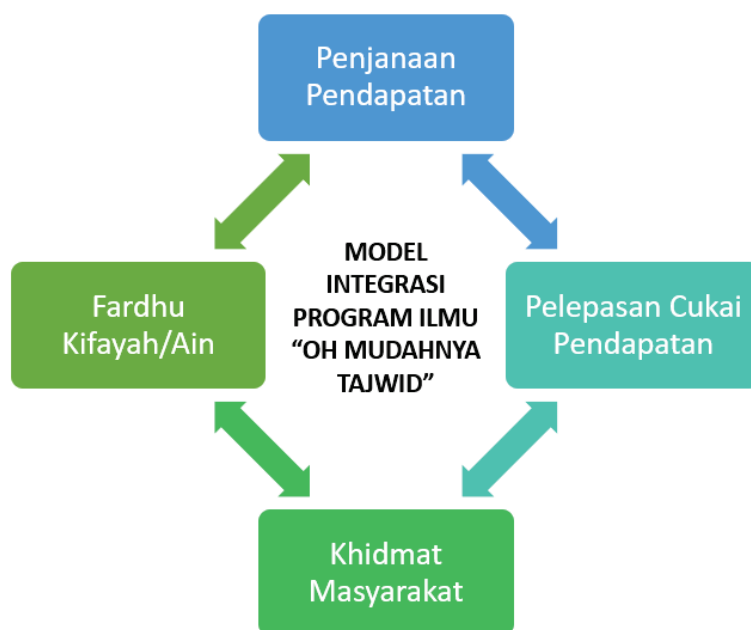 Penjanaan
Pendapatan
Fardhu
Kifayah/Ain
MODEL
INTEGRASI
PROGRAM ILMU
“OH MUDAHNYA
TAJWID”
Pelepasan Cukai
Pendapatan
Khidmat
Masyarakat